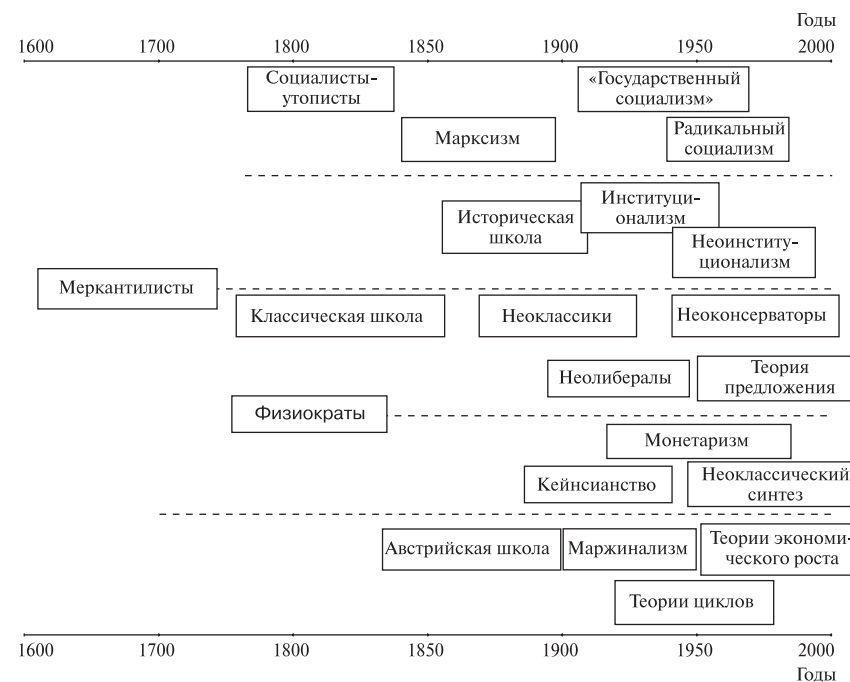 Годы
1600 1700 1800 1850 1900 1950 2000
Социалисты-
утописты
«Государственный
социализм»
Марксизм
Радикальный
социализм
Институци-
онализм
Историческая
школа
Неоинститу-
ционализм
Меркантилисты
Классическая школа
Неоклассики
Неоконсерваторы
Неолибералы
Теория
предложения
Физиократы
Монетаризм
Кейнсианство
Неоклассический
синтез
Австрийская школа
Маржинализм
Теории экономи-
ческого роста
Теории циклов
1600 1700 1800 1850 1900 1950 2000
Годы